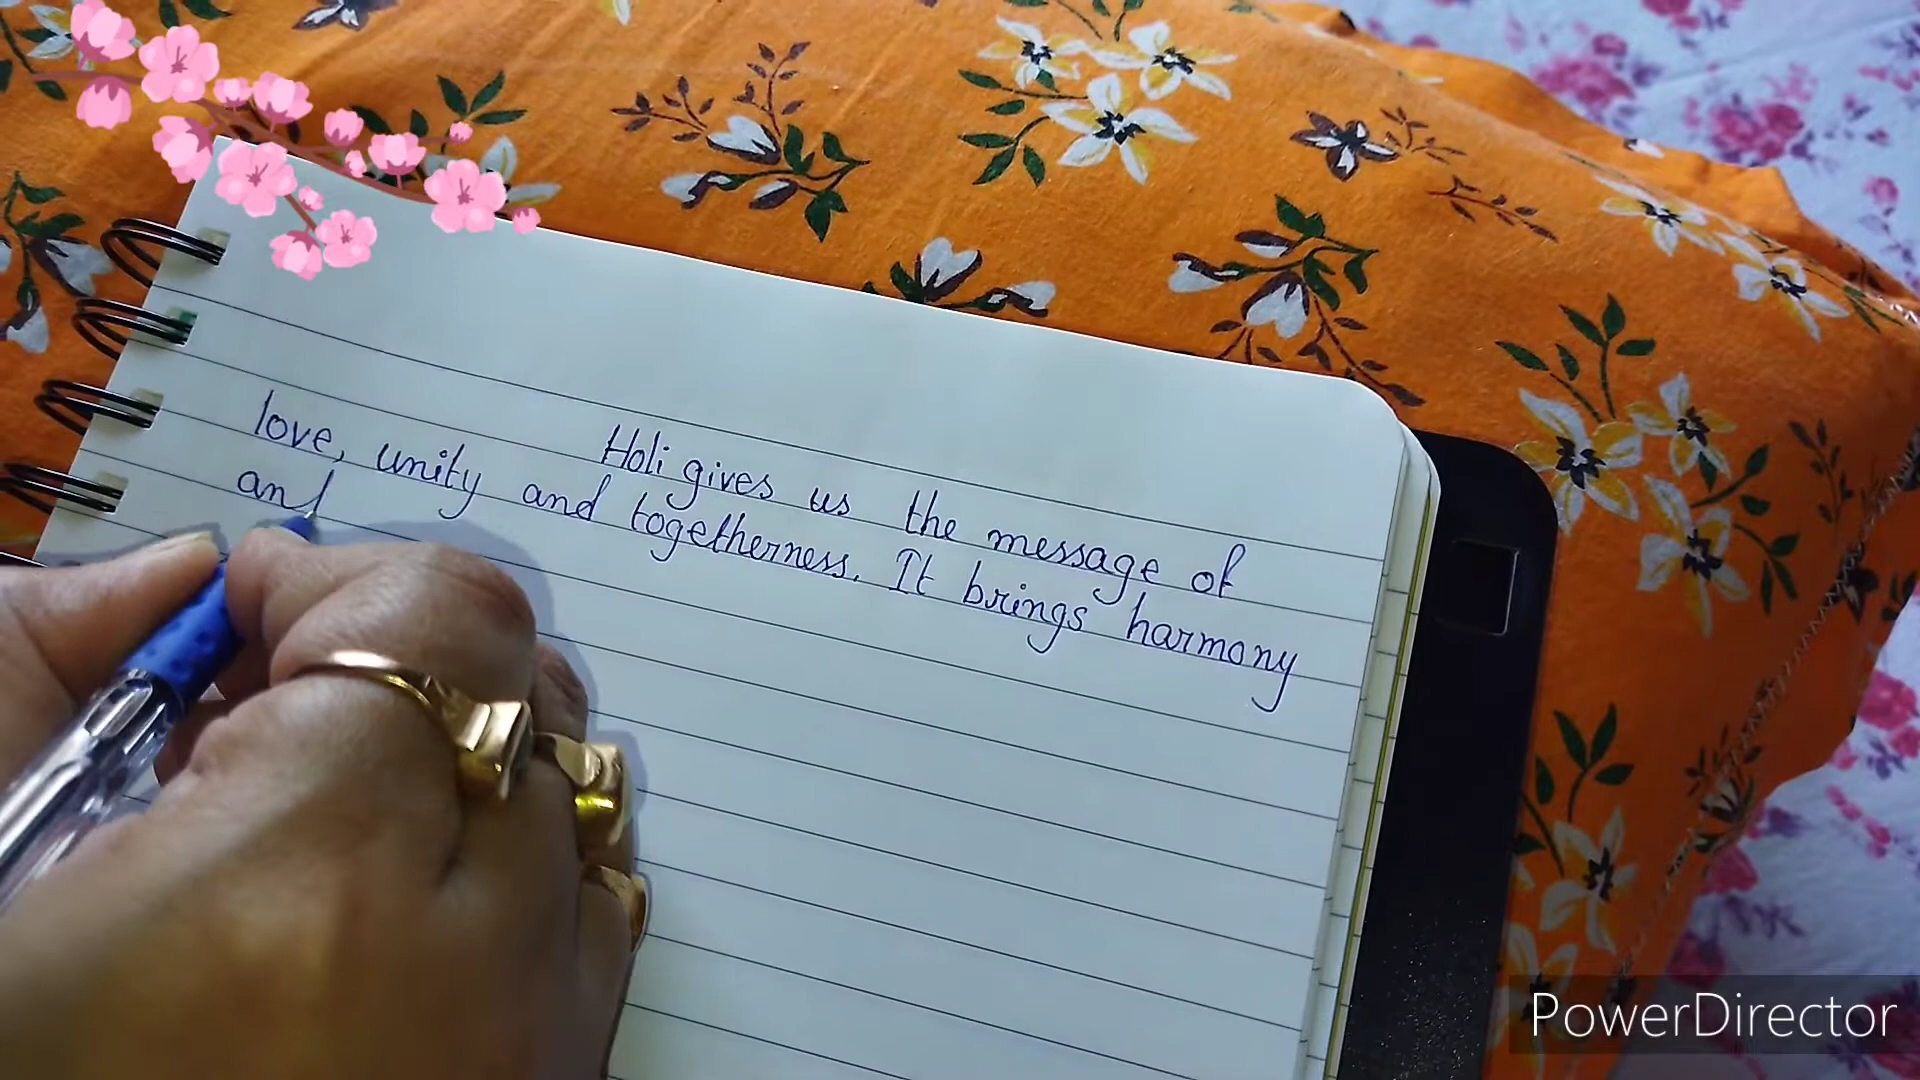 Holi gives us the message of
love, unity and togetherness. It brings harmony
an
PowerDirector